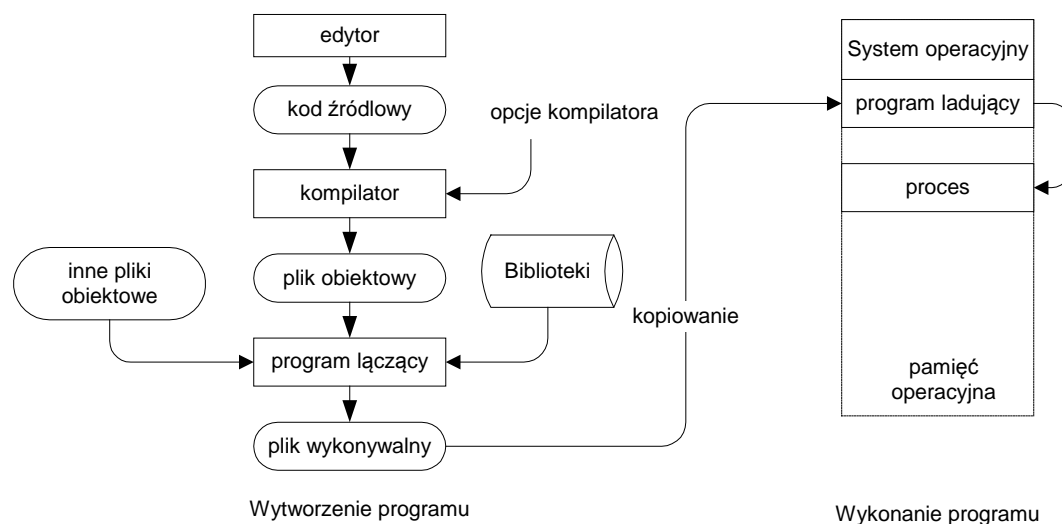 edytor
kod źródlowy
opcje kompilatora
kompilator
plik obiektowy
inne pliki
obiektowe
Biblioteki
program lączący
plik wykonywalny
kopiowanie
Wytworzenie programu
System operacyjny
program ladujący
proces
pamięć
operacyjna
Wykonanie programu